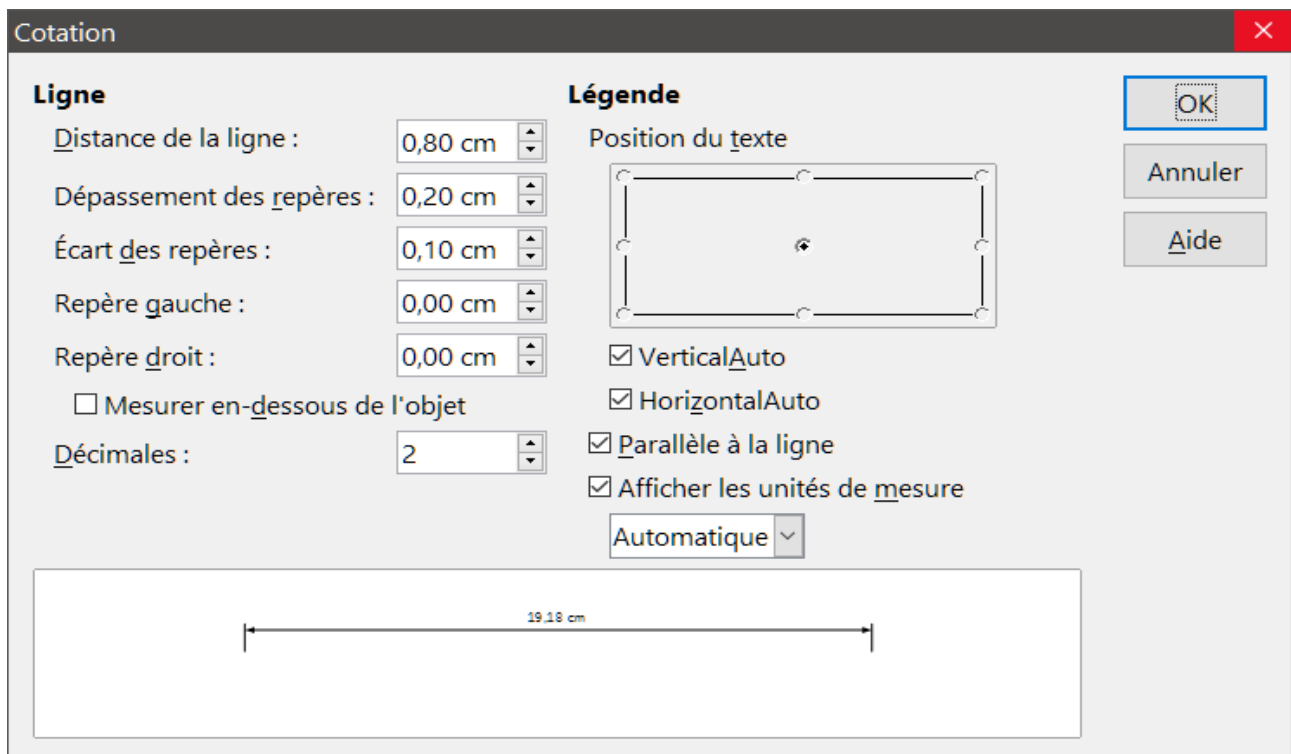 Cotation
Ligne
Distance de la ligne :
0,80 cm
Dépassement des repères :
0,20 cm
Écart des repères :
0,10 cm
Repère gauche :
0,00 cm
Repère droit :
0,00 cm
Mesurer en-dessous de l'objet
Décimales :
2
Légende
Position du texte
VerticalAuto
HorizontalAuto
Parallèle à la ligne
Afficher les unités de mesure
Automatique
OK
Annuler
Aide
19,18 cm